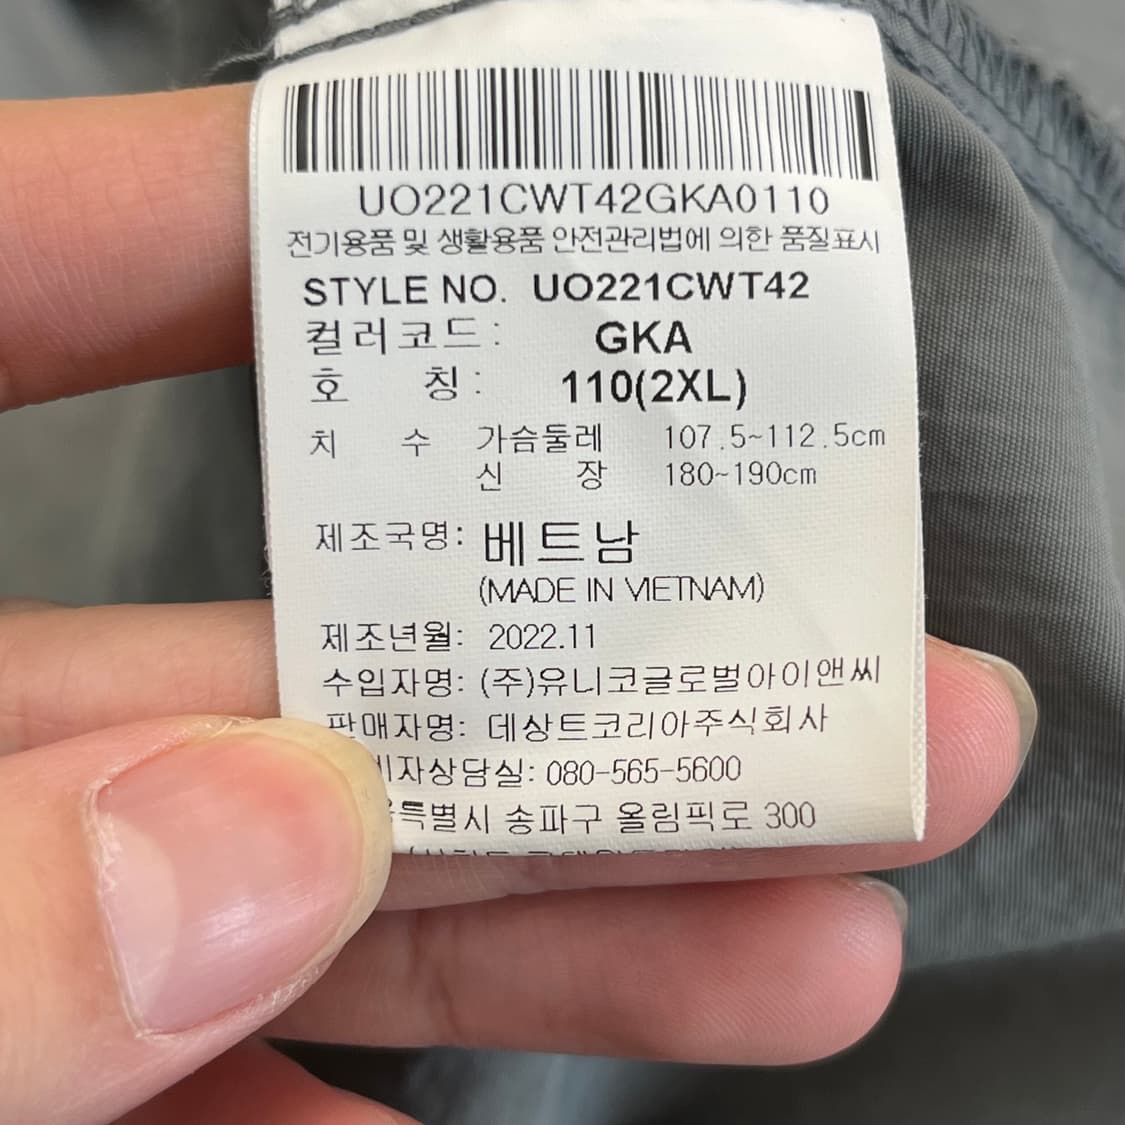 UO221CWT42GKA0110
전기용품 및 생활용품 안전관리법에 의한 품질표시
STYLE NO. UO221CWT42
컬러코드: GKA
호 칭: 110(2XL)
치 수 가슴둘레 107.5~112.5cm
신 장 180~190cm
제조국명: 베트남
(MADE IN VIETNAM)
제조년월: 2022.11
수입자명: (주)유니코글로벌아이앤씨
판매자명: 데상트코리아주식회사
비자상담실: 080-565-5600
특별시 송파구 올림픽로 300